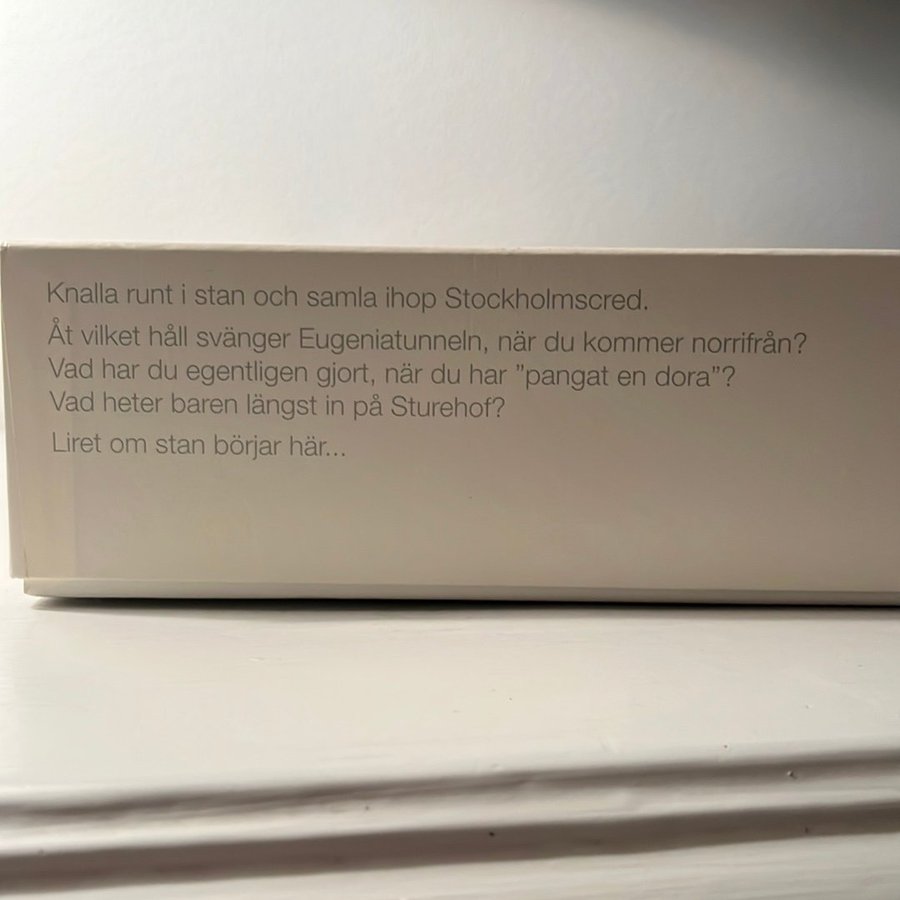 Knalla runt i stan och samla ihop Stockholmscred.
Åt vilket håll svänger Eugeniatunneln, när du kommer norrifrån?
Vad har du egentligen gjort, när du har ”pangat en dora”?
Vad heter baren längst in på Sturehof?
Liret om stan börjar här...